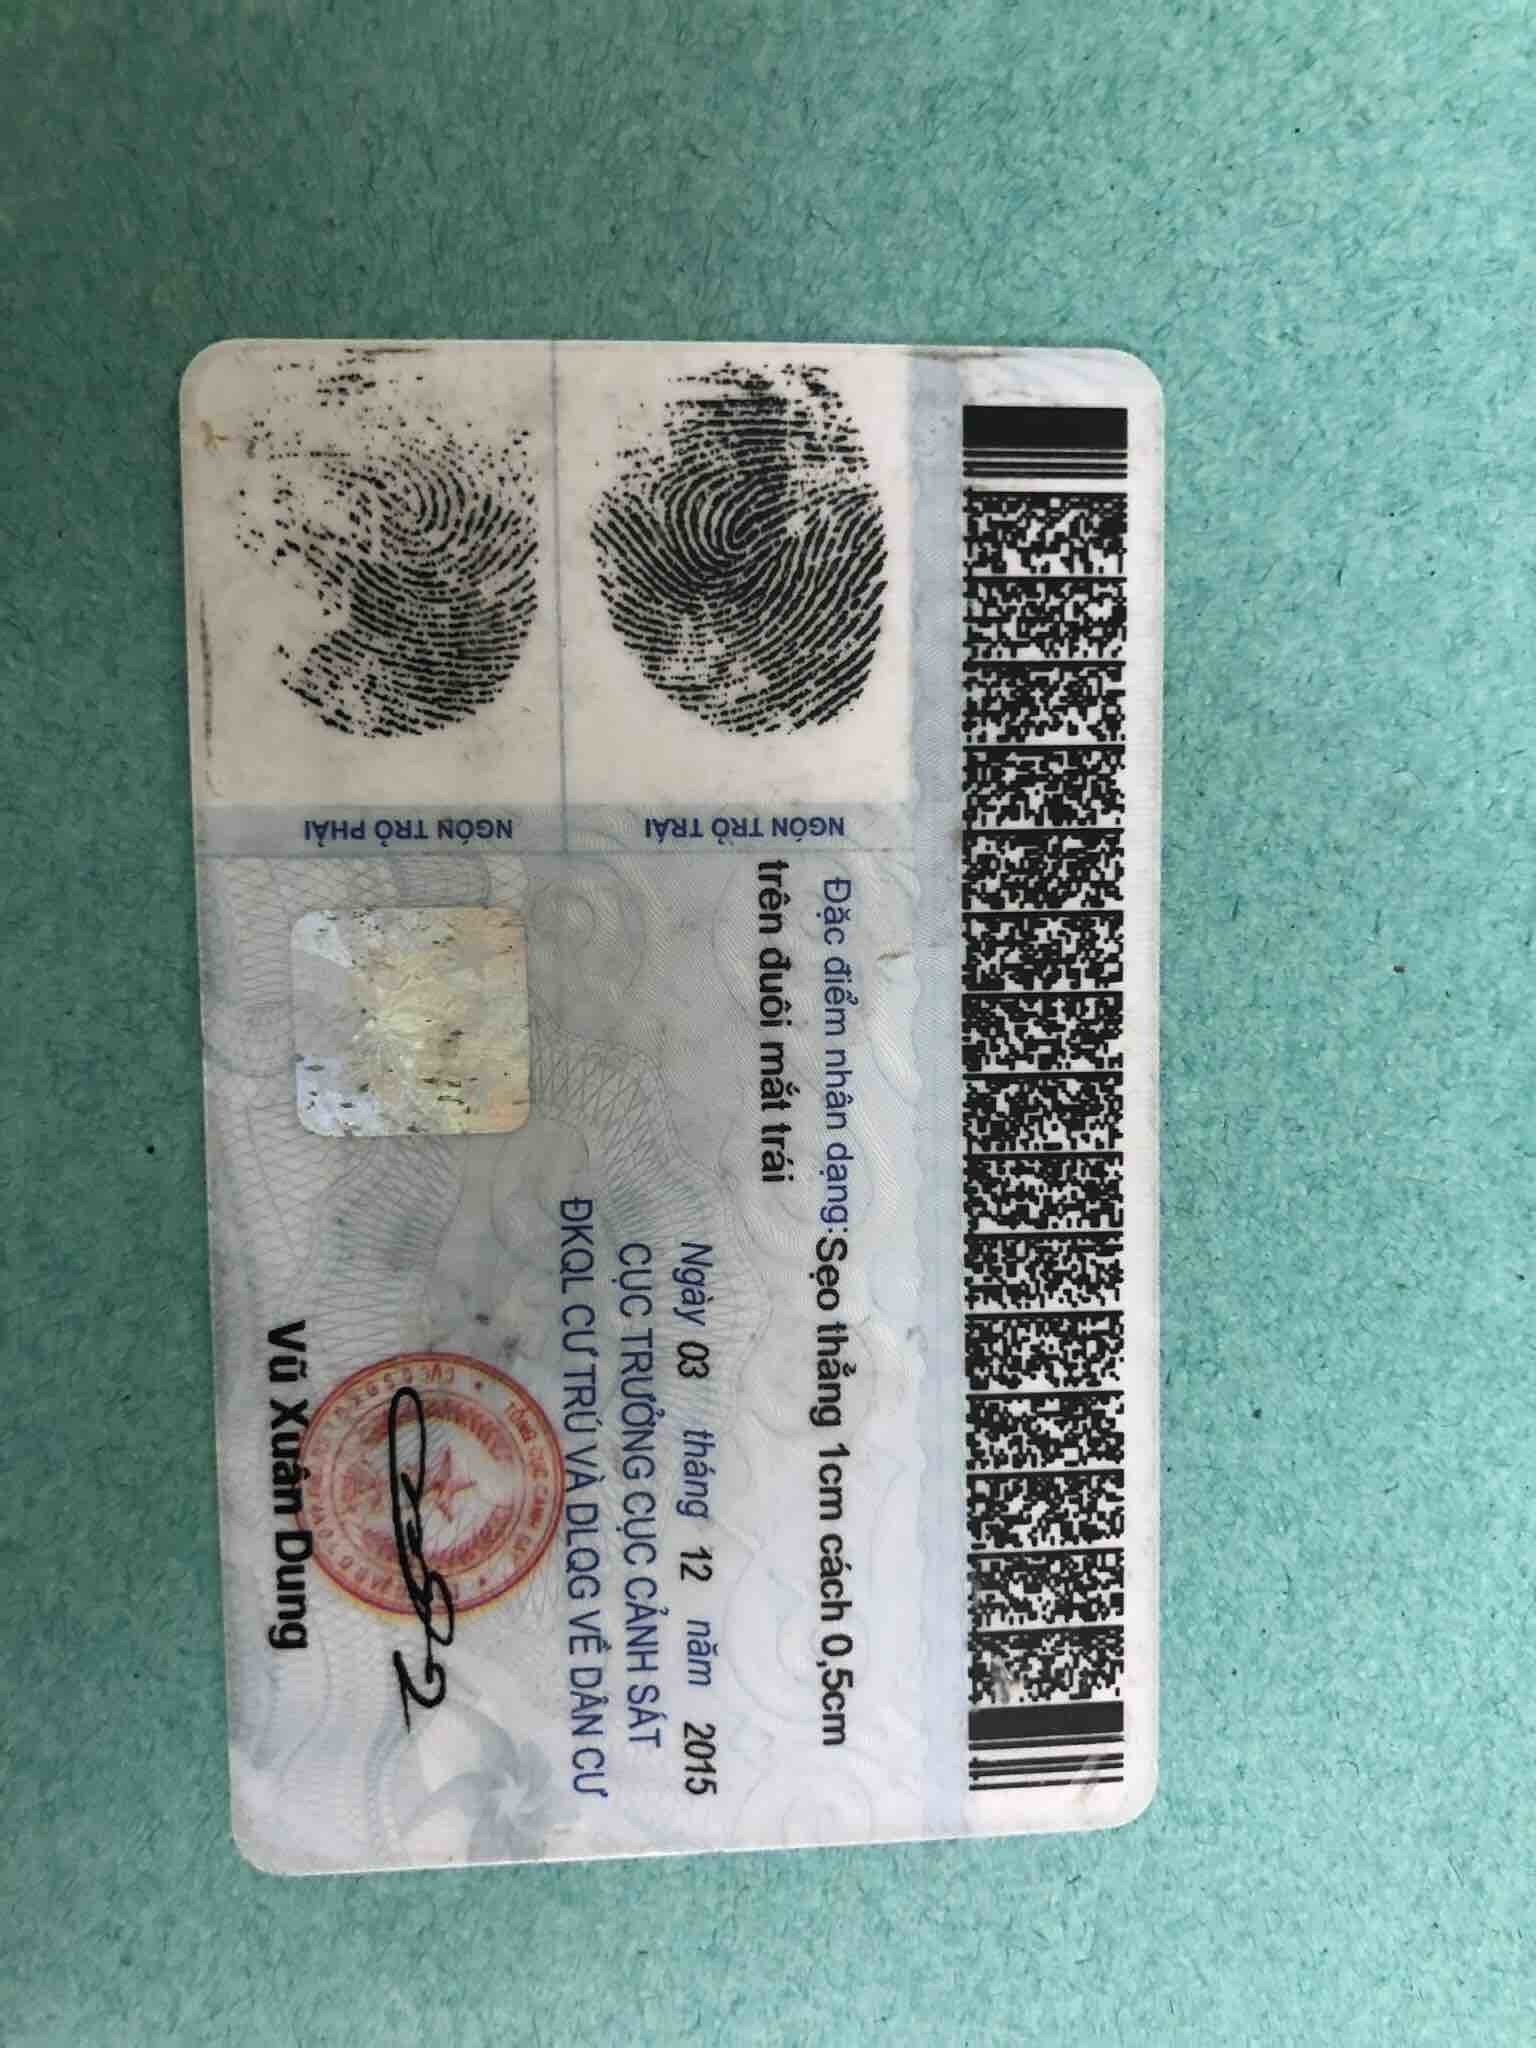 Đặc điểm nhân dạng:Sẹo thẳng 1cm cách 0,5cm
trên đuôi mắt trái
NGÓN TRỎ TRÁI
NGÓN TRỎ PHẢI
Ngày 03 tháng 12 năm 2015
CỤC TRƯỞNG CỤC CẢNH SÁT
ĐKQL CƯ TRÚ VÀ DLQG VỀ DÂN CƯ
Vũ Xuân Dung